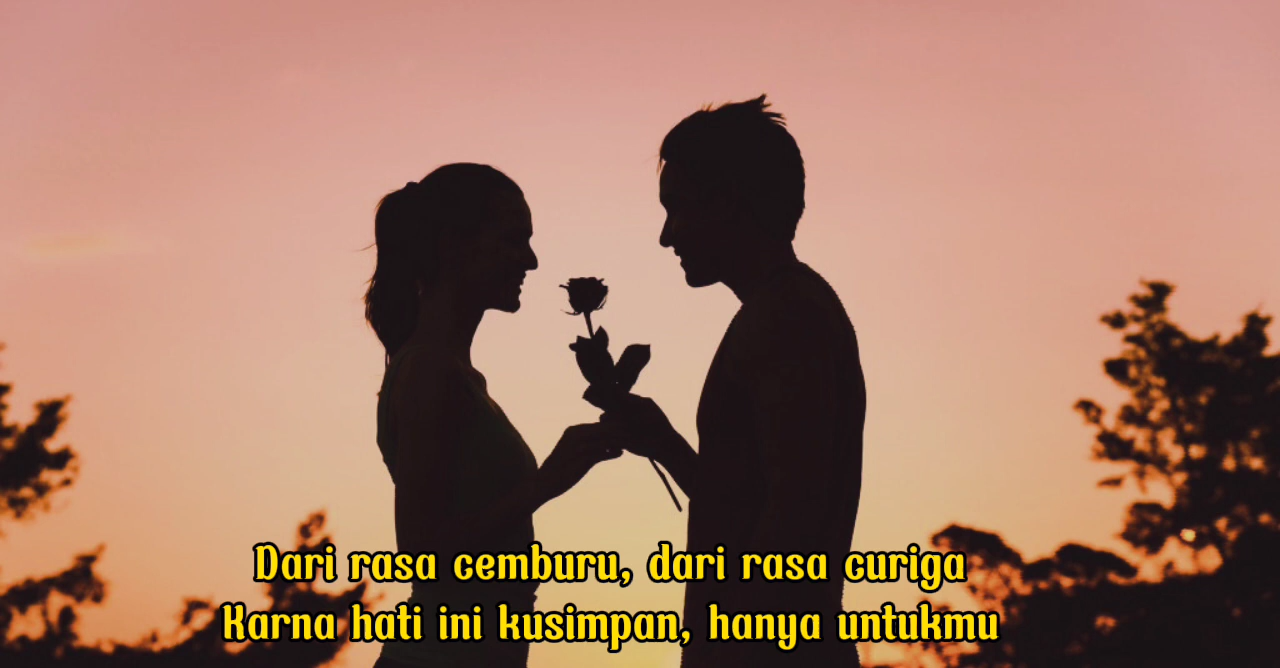 Dari rasa cemburu, dari rasa curiga
Karna hati ini kusimpan, hanya untukmu